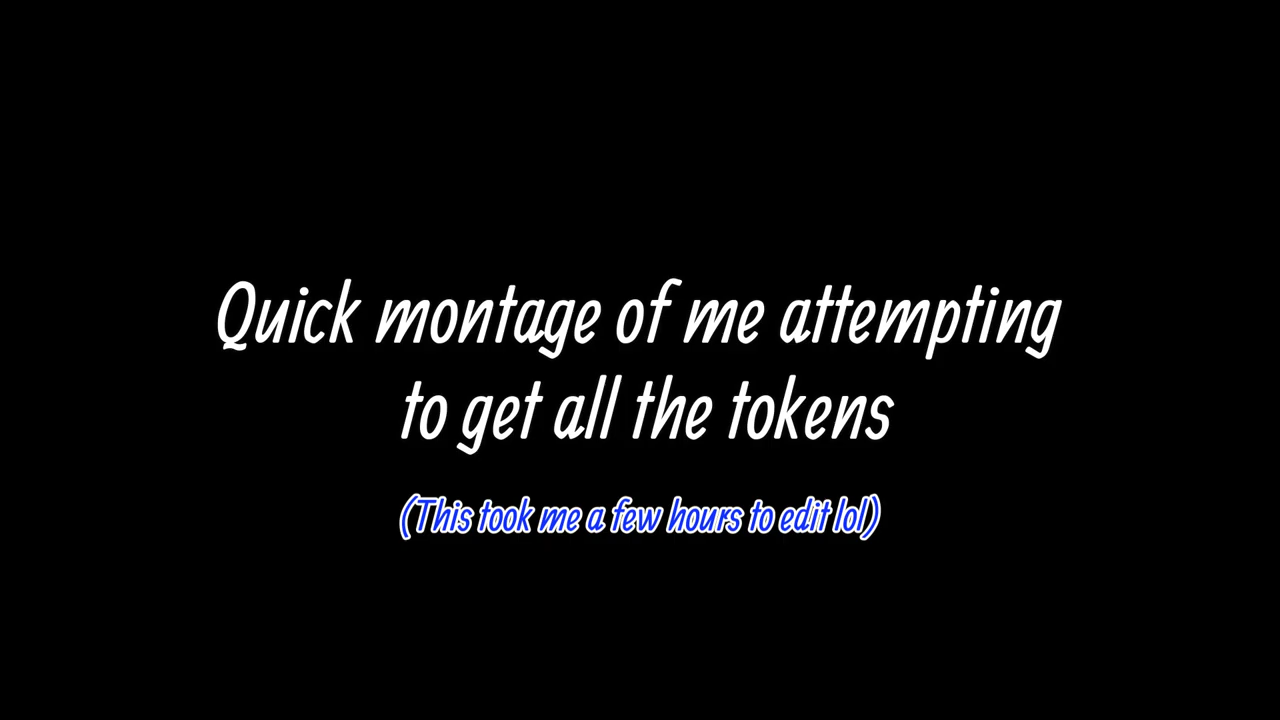 Quick montage of me attempting
to get all the tokens
(This took me a few hours to edit lol)